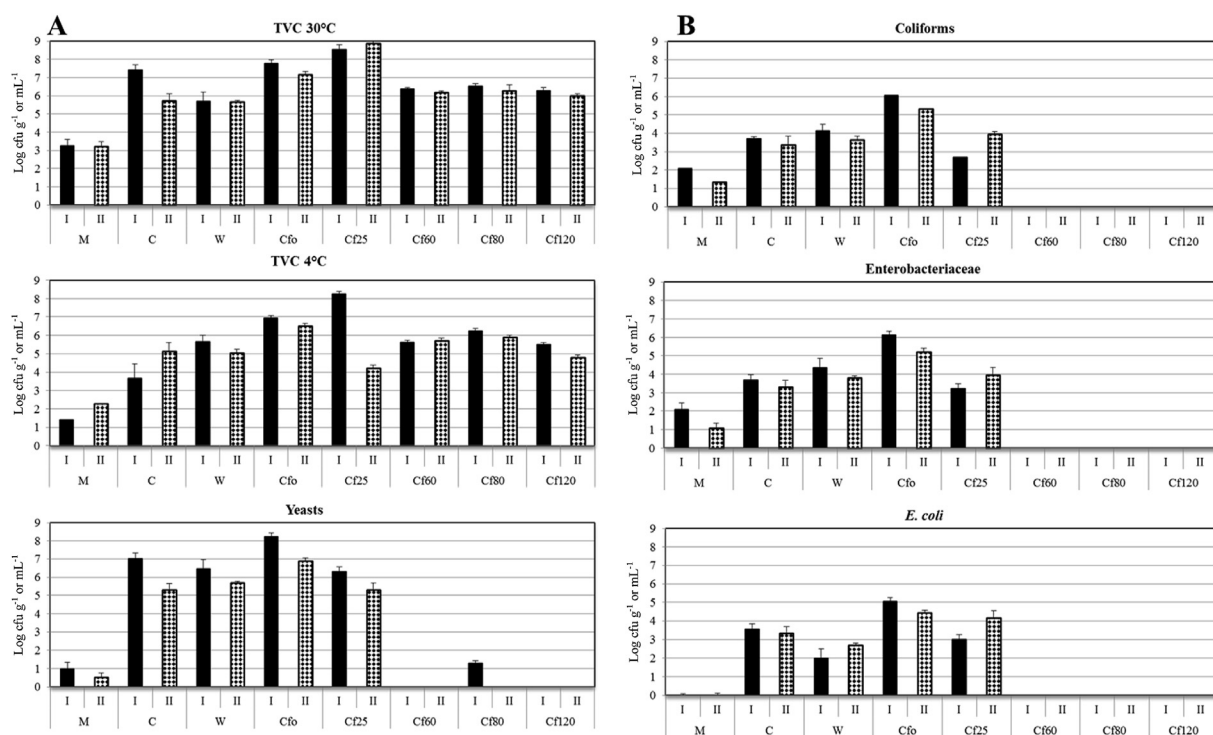 A
TVC 30°C
9
8
7
6
5
4
3
2
1
0
Log cfu g-1 or mL-1
I II I II I II I II I II I II I II I II
M C W Cfo Cf25 Cf60 Cf80 Cf120
TVC 4°C
9
8
7
6
5
4
3
2
1
0
Log cfu g-1 or mL-1
I II I II I II I II I II I II I II I II
M C W Cfo Cf25 Cf60 Cf80 Cf120
Yeasts
9
8
7
6
5
4
3
2
1
0
Log cfu g-1 or mL-1
I II I II I II I II I II I II I II I II
M C W Cfo Cf25 Cf60 Cf80 Cf120
B
Coliforms
9
8
7
6
5
4
3
2
1
0
Log cfu g-1 or mL-1
I II I II I II I II I II I II I II I II
M C W Cfo Cf25 Cf60 Cf80 Cf120
Enterobacteriaceae
9
8
7
6
5
4
3
2
1
0
Log cfu g-1 or mL-1
I II I II I II I II I II I II I II I II
M C W Cfo Cf25 Cf60 Cf80 Cf120
E. coli
9
8
7
6
5
4
3
2
1
0
Log cfu g-1 or mL-1
I II I II I II I II I II I II I II I II
M C W Cfo Cf25 Cf60 Cf80 Cf120